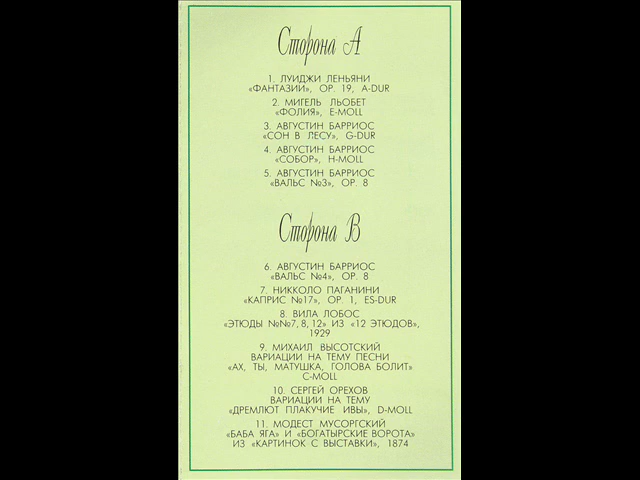 Сторона А
1. ЛУИДЖИ ЛЕНЬЯНИ
«ФАНТАЗИИ», ОР. 19, A-DUR
2. МИГЕЛЬ ЛЬОБЕТ
«ФОЛИЯ», E-MOLL
3. АВГУСТИН БАРРИОС
«СОН В ЛЕСУ», G-DUR
4. АВГУСТИН БАРРИОС
«СОБОР», H-MOLL
5. АВГУСТИН БАРРИОС
«ВАЛЬС №3», ОР. 8
Сторона В
6. АВГУСТИН БАРРИОС
«ВАЛЬС №4», ОР. 8
7. НИККОЛО ПАГАНИНИ
«КАПРИС №17», ОР. 1, ES-DUR
8. ВИЛА ЛОБОС
«ЭТЮДЫ №№7, 8, 12» ИЗ «12 ЭТЮДОВ»,
1929
9. МИХАИЛ ВЫСОТСКИЙ
ВАРИАЦИИ НА ТЕМУ ПЕСНИ
«АХ, ТЫ, МАТУШКА, ГОЛОВА БОЛИТ»
C-MOLL
10. СЕРГЕЙ ОРЕХОВ
ВАРИАЦИИ НА ТЕМУ
«ДРЕМЛЮТ ПЛАКУЧИЕ ИВЫ», D-MOLL
11. МОДЕСТ МУСОРГСКИЙ
«БАБА ЯГА» И «БОГАТЫРСКИЕ ВОРОТА»
ИЗ «КАРТИНОК С ВЫСТАВКИ», 1874